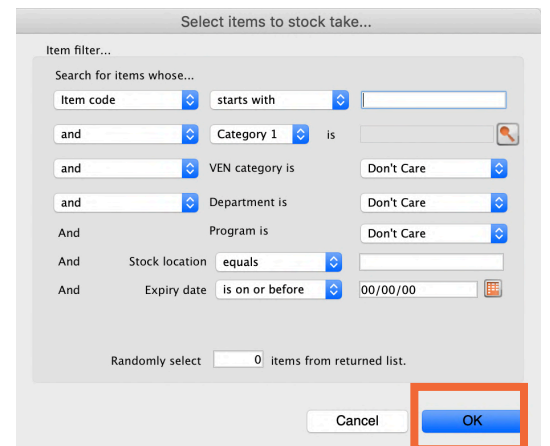 Select items to stock take...
Item filter...
Search for items whose...
Item code starts with
and Category 1 is
and VEN category is Don't Care
and Department is Don't Care
And Program is Don't Care
And Stock location equals
And Expiry date is on or before 00/00/00
Randomly select 0 items from returned list.
Cancel OK